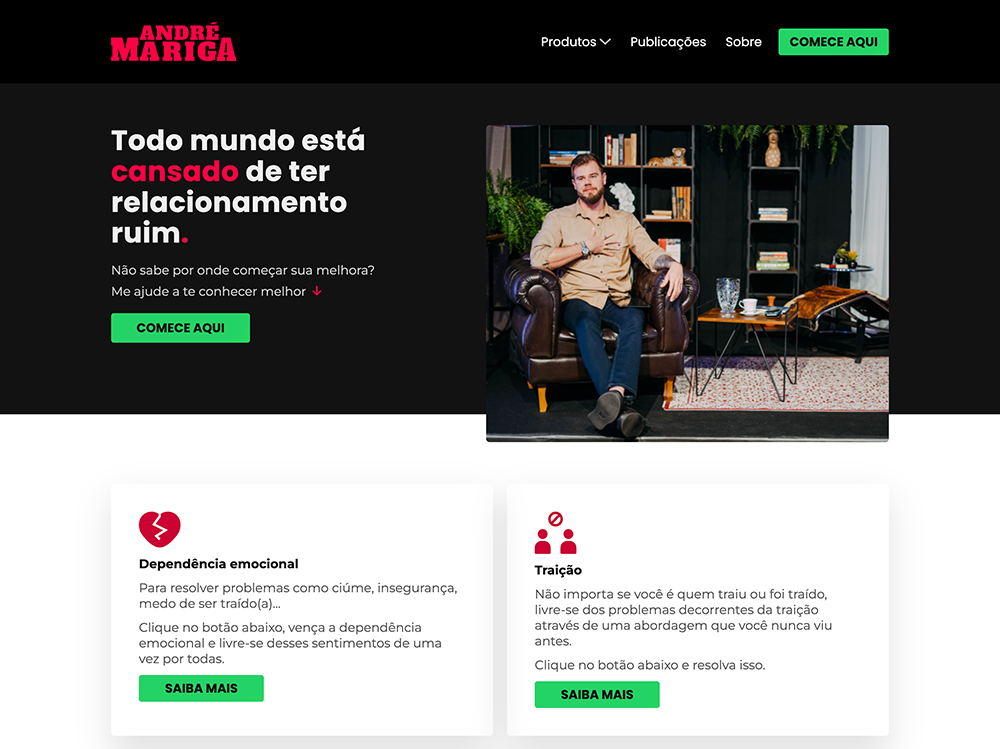 ANDRÉ
MARIGA
Produtos
Publicações
Sobre
COMECE AQUI
Todo mundo está
cansado de ter
relacionamento
ruim.
Não sabe por onde começar sua melhora?
Me ajude a te conhecer melhor ↓
COMECE AQUI
Dependência emocional
Para resolver problemas como ciúme, insegurança,
medo de ser traído(a)...
Clique no botão abaixo, vença a dependência
emocional e livre-se desses sentimentos de uma
vez por todas.
SAIBA MAIS
Traição
Não importa se você é quem traiu ou foi traído,
livre-se dos problemas decorrentes da traição
através de uma abordagem que você nunca viu
antes.
Clique no botão abaixo e resolva isso.
SAIBA MAIS